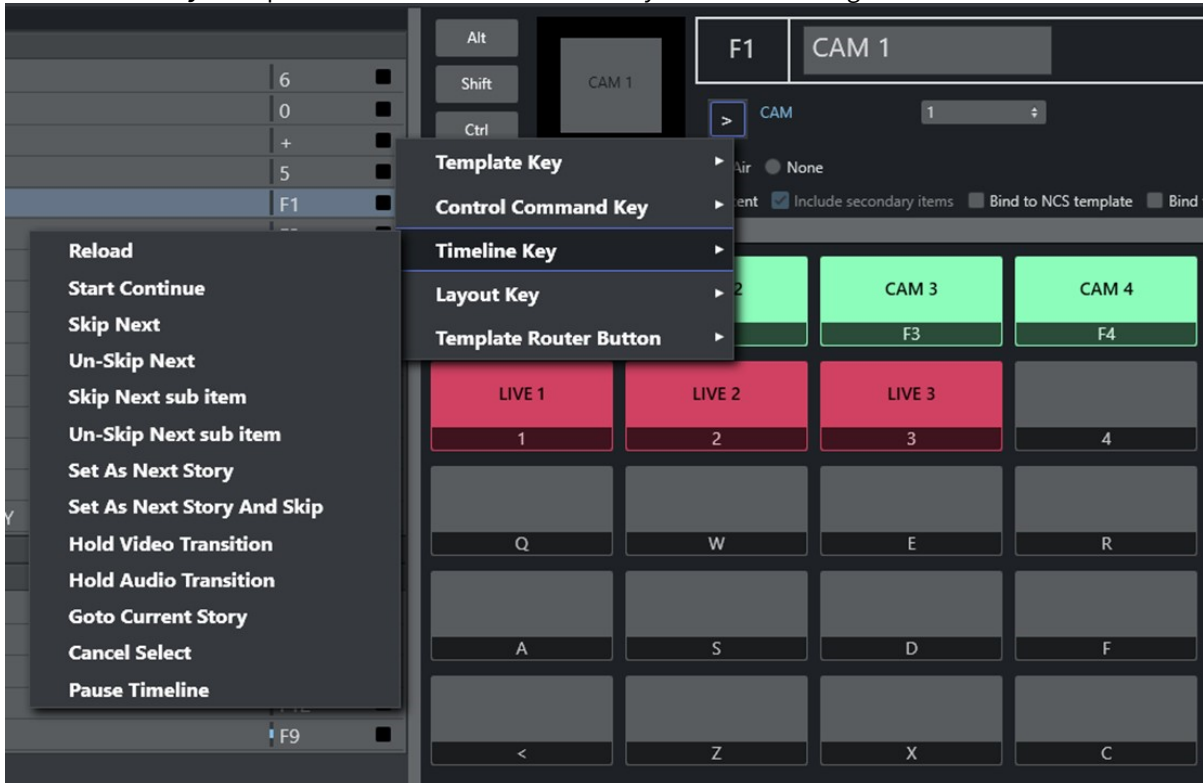 Alt
Shift
Ctrl
CAM 1
F1
CAM 1
>
CAM
1
Air
None
Include secondary items
Bind to NCS template
Bind
6
0
+
5
F1
F9
Template Key
Control Command Key
Timeline Key
Layout Key
Template Router Button
Reload
Start Continue
Skip Next
Un-Skip Next
Skip Next sub item
Un-Skip Next sub item
Set As Next Story
Set As Next Story And Skip
Hold Video Transition
Hold Audio Transition
Goto Current Story
Cancel Select
Pause Timeline
Y
2
CAM 3
CAM 4
F3
F4
LIVE 1
LIVE 2
LIVE 3
1
2
3
4
Q
W
E
R
A
S
D
F
<
Z
X
C